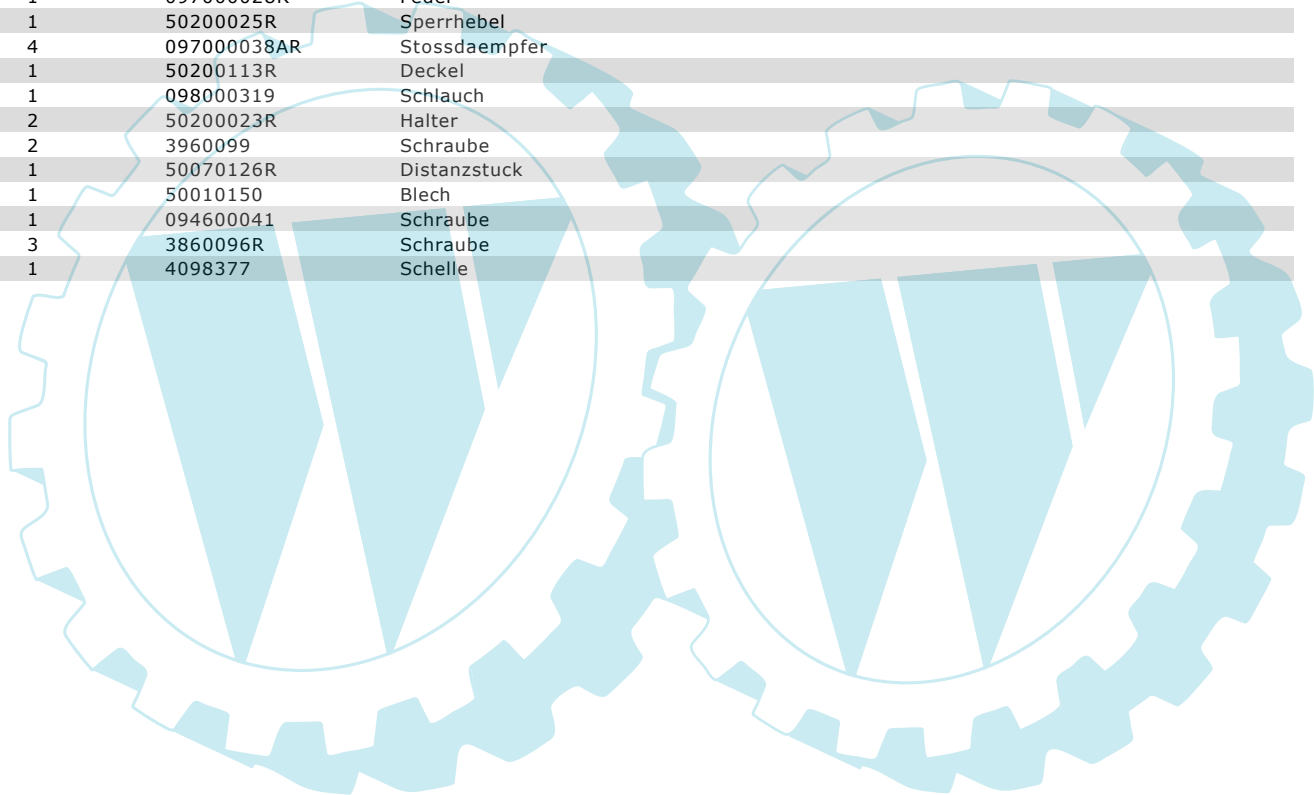 1 50200025R Sperrhebel
4 097000038AR Stossdaempfer
1 50200113R Deckel
1 098000319 Schlauch
2 50200023R Halter
2 3960099 Schraube
1 50070126R Distanzstuck
1 50010150 Blech
1 094600041 Schraube
3 3860096R Schraube
1 4098377 Schelle